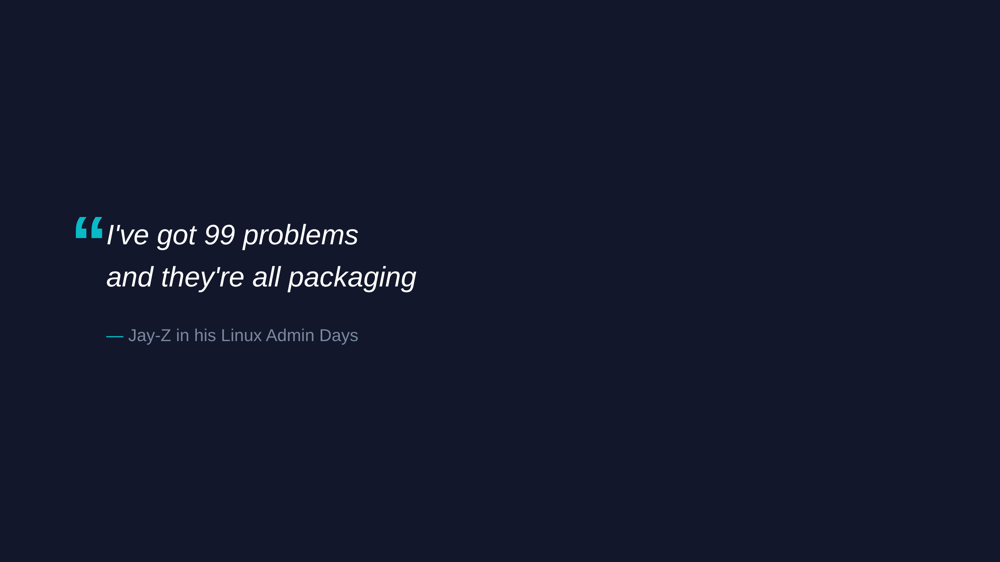 “I've got 99 problems
and they're all packaging
— Jay-Z in his Linux Admin Days